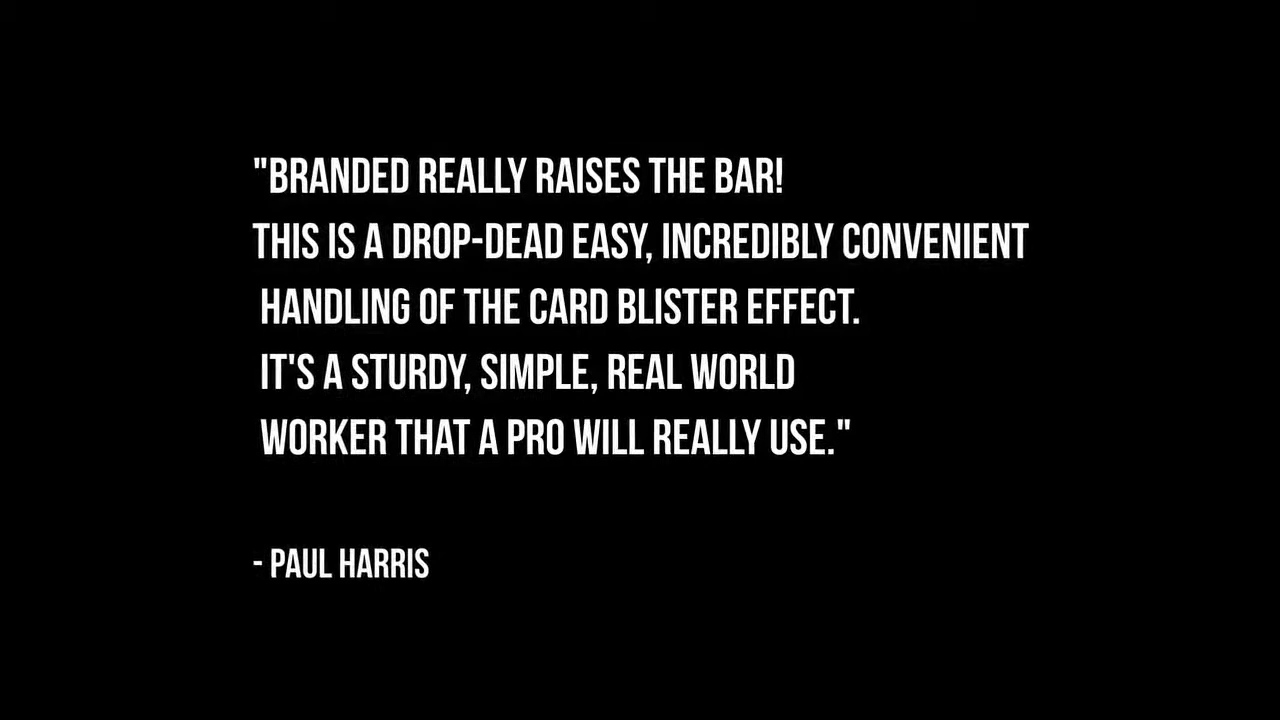 "BRANDED REALLY RAISES THE BAR!
THIS IS A DROP-DEAD EASY, INCREDIBLY CONVENIENT
HANDLING OF THE CARD BLISTER EFFECT.
IT'S A STURDY, SIMPLE, REAL WORLD
WORKER THAT A PRO WILL REALLY USE."
- PAUL HARRIS